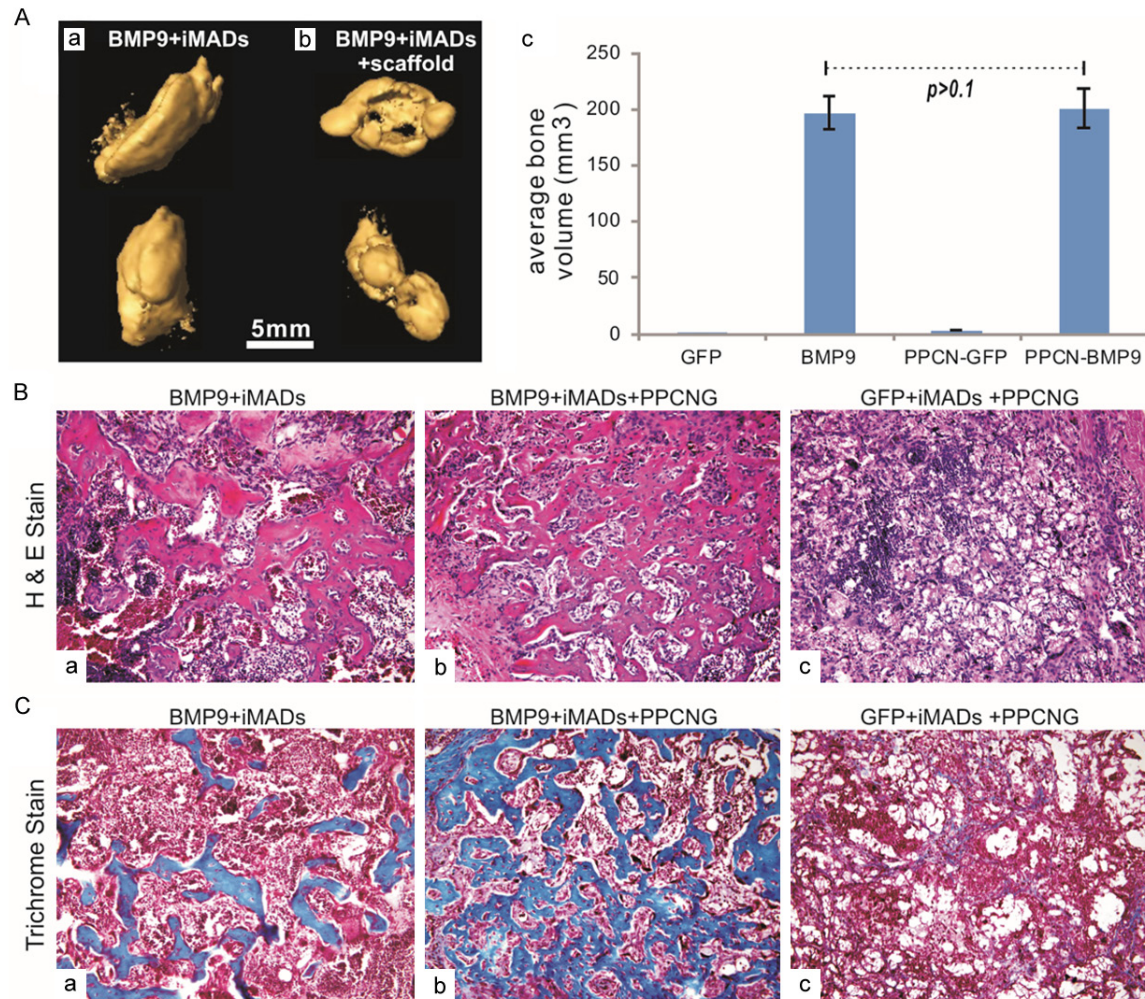 A
a
BMP9+iMADs
b
BMP9+iMADs
+scaffold
5mm
c
average bone
volume (mm3)
250
200
150
100
50
0
p>0.1
GFP
BMP9
PPCN-GFP
PPCN-BMP9
B
BMP9+iMADs
BMP9+iMADs+PPCNG
GFP+iMADs +PPCNG
H & E Stain
a
b
c
C
BMP9+iMADs
BMP9+iMADs+PPCNG
GFP+iMADs +PPCNG
Trichrome Stain
a
b
c